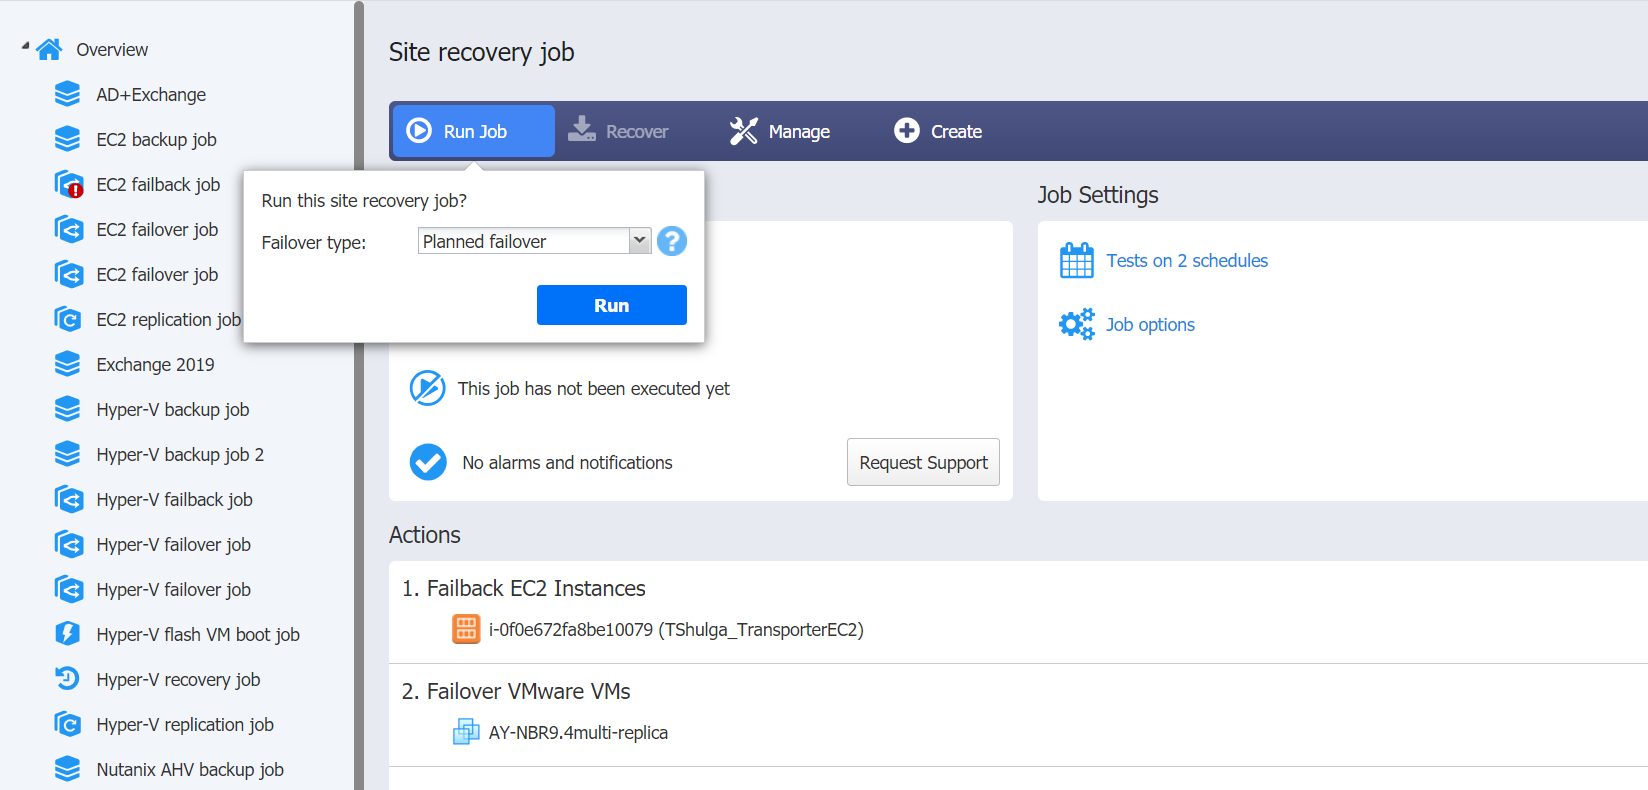 Overview
AD+Exchange
EC2 backup job
EC2 failback job
EC2 failover job
EC2 failover job
EC2 replication job
Exchange 2019
Hyper-V backup job
Hyper-V backup job 2
Hyper-V failback job
Hyper-V failover job
Hyper-V failover job
Hyper-V flash VM boot job
Hyper-V recovery job
Hyper-V replication job
Nutanix AHV backup job
Site recovery job
Run Job
Recover
Manage
Create
Run this site recovery job?
Failover type:
Planned failover
?
Run
This job has not been executed yet
No alarms and notifications
Request Support
Job Settings
Tests on 2 schedules
Job options
Actions
1. Failback EC2 Instances
i-0f0e672fa8be10079 (TShulga_TransporterEC2)
2. Failover VMware VMs
AY-NBR9.4multi-replica